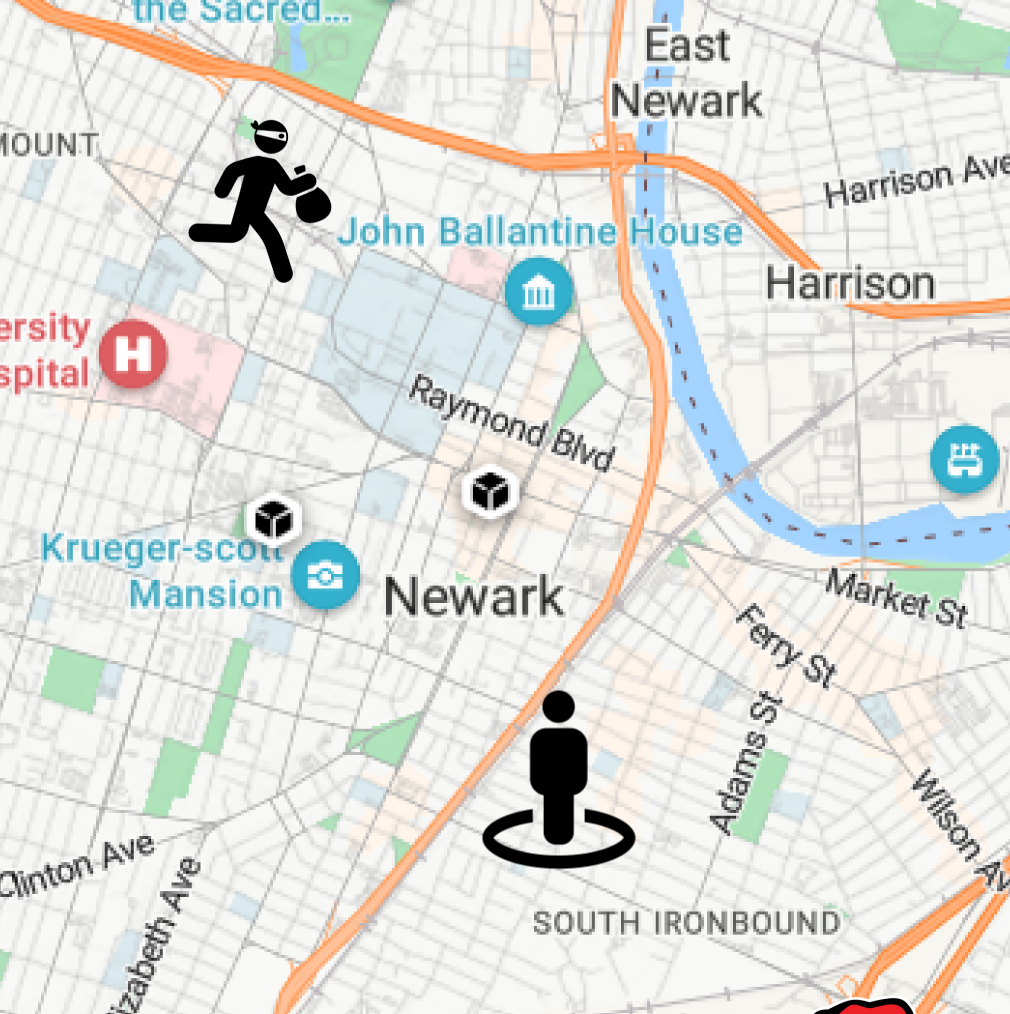 the Sacred...
East
Newark
MOUNT
Harrison Ave
John Ballantine House
Harrison
ersity
spital
H
Raymond Blvd
Krueger-scott
Mansion
Newark
Market St
Ferry St
Adams St
Wilson Av
Clinton Ave
lizabeth Ave
SOUTH IRONBOUND